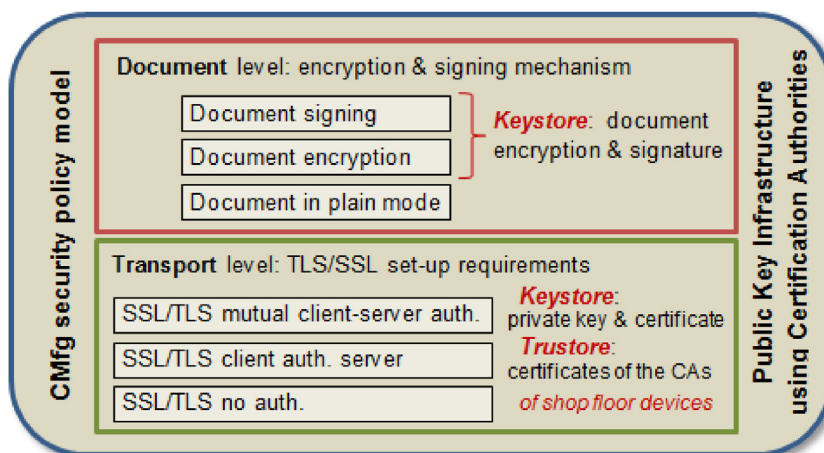 CMfg security policy model
Document level: encryption & signing mechanism
Document signing
Document encryption
Document in plain mode
Keystore: document
encryption & signature
Transport level: TLS/SSL set-up requirements
SSL/TLS mutual client-server auth.
SSL/TLS client auth. server
SSL/TLS no auth.
Keystore:
private key & certificate
Trustore:
certificates of the CAs
of shop floor devices
Public Key Infrastructure
using Certification Authorities